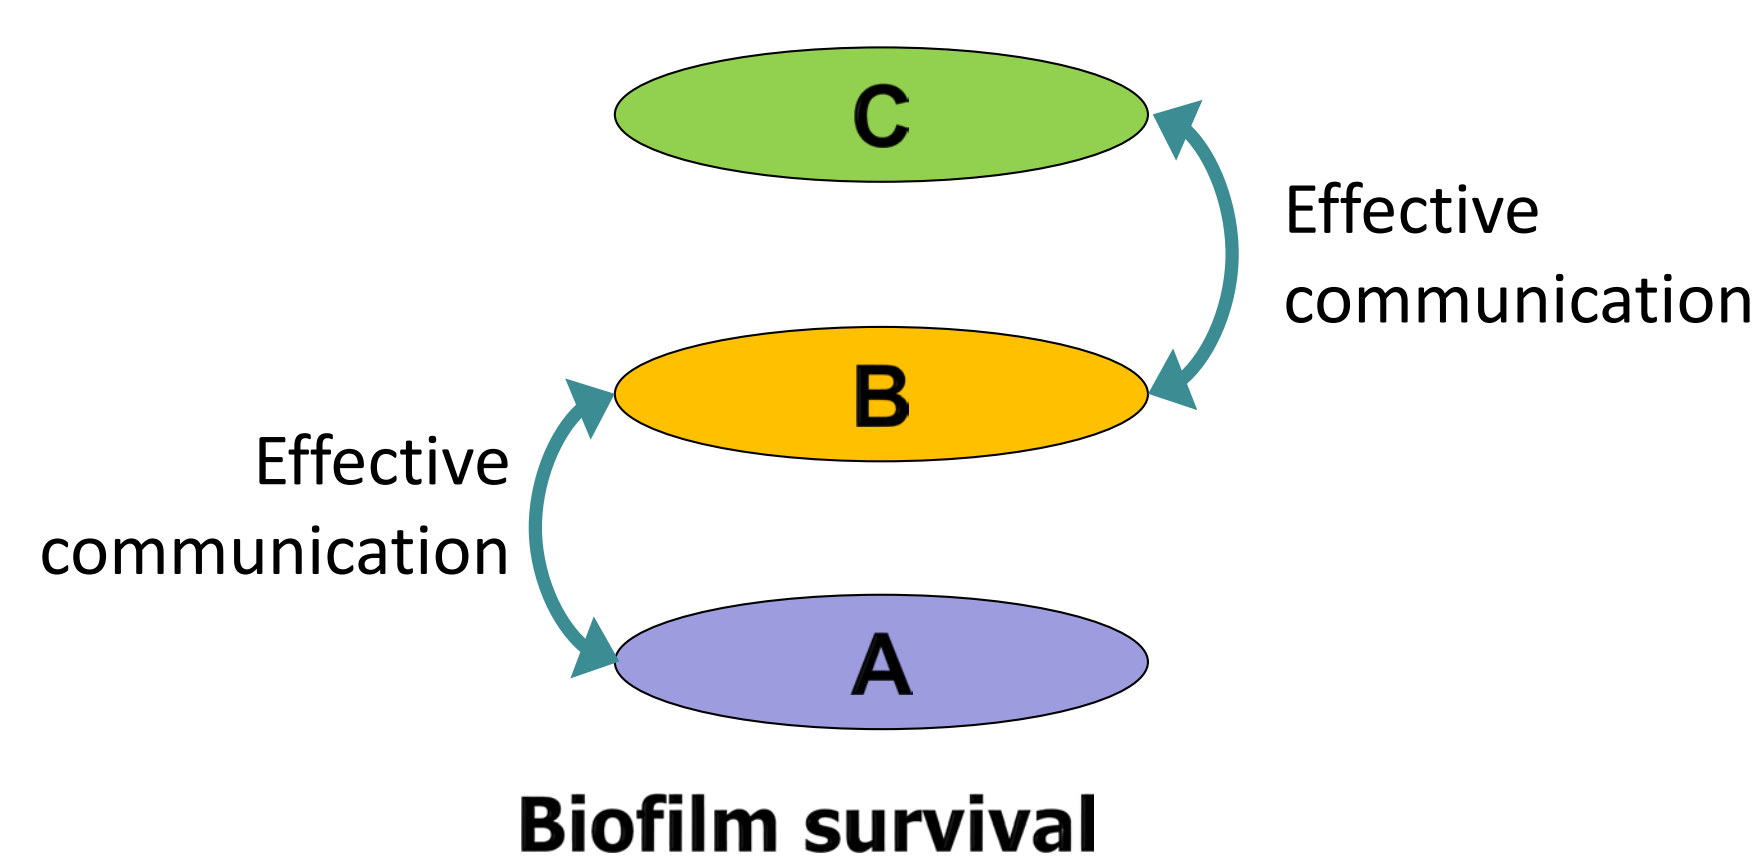 C
Effective
communication
B
Effective
communication
A
Biofilm survival